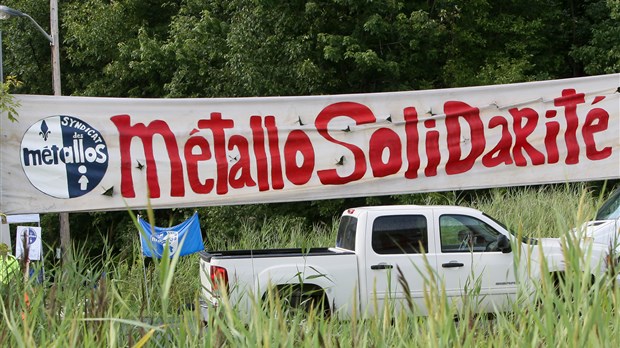 SYNDICAT des
métallos
MétalloSoliDarité